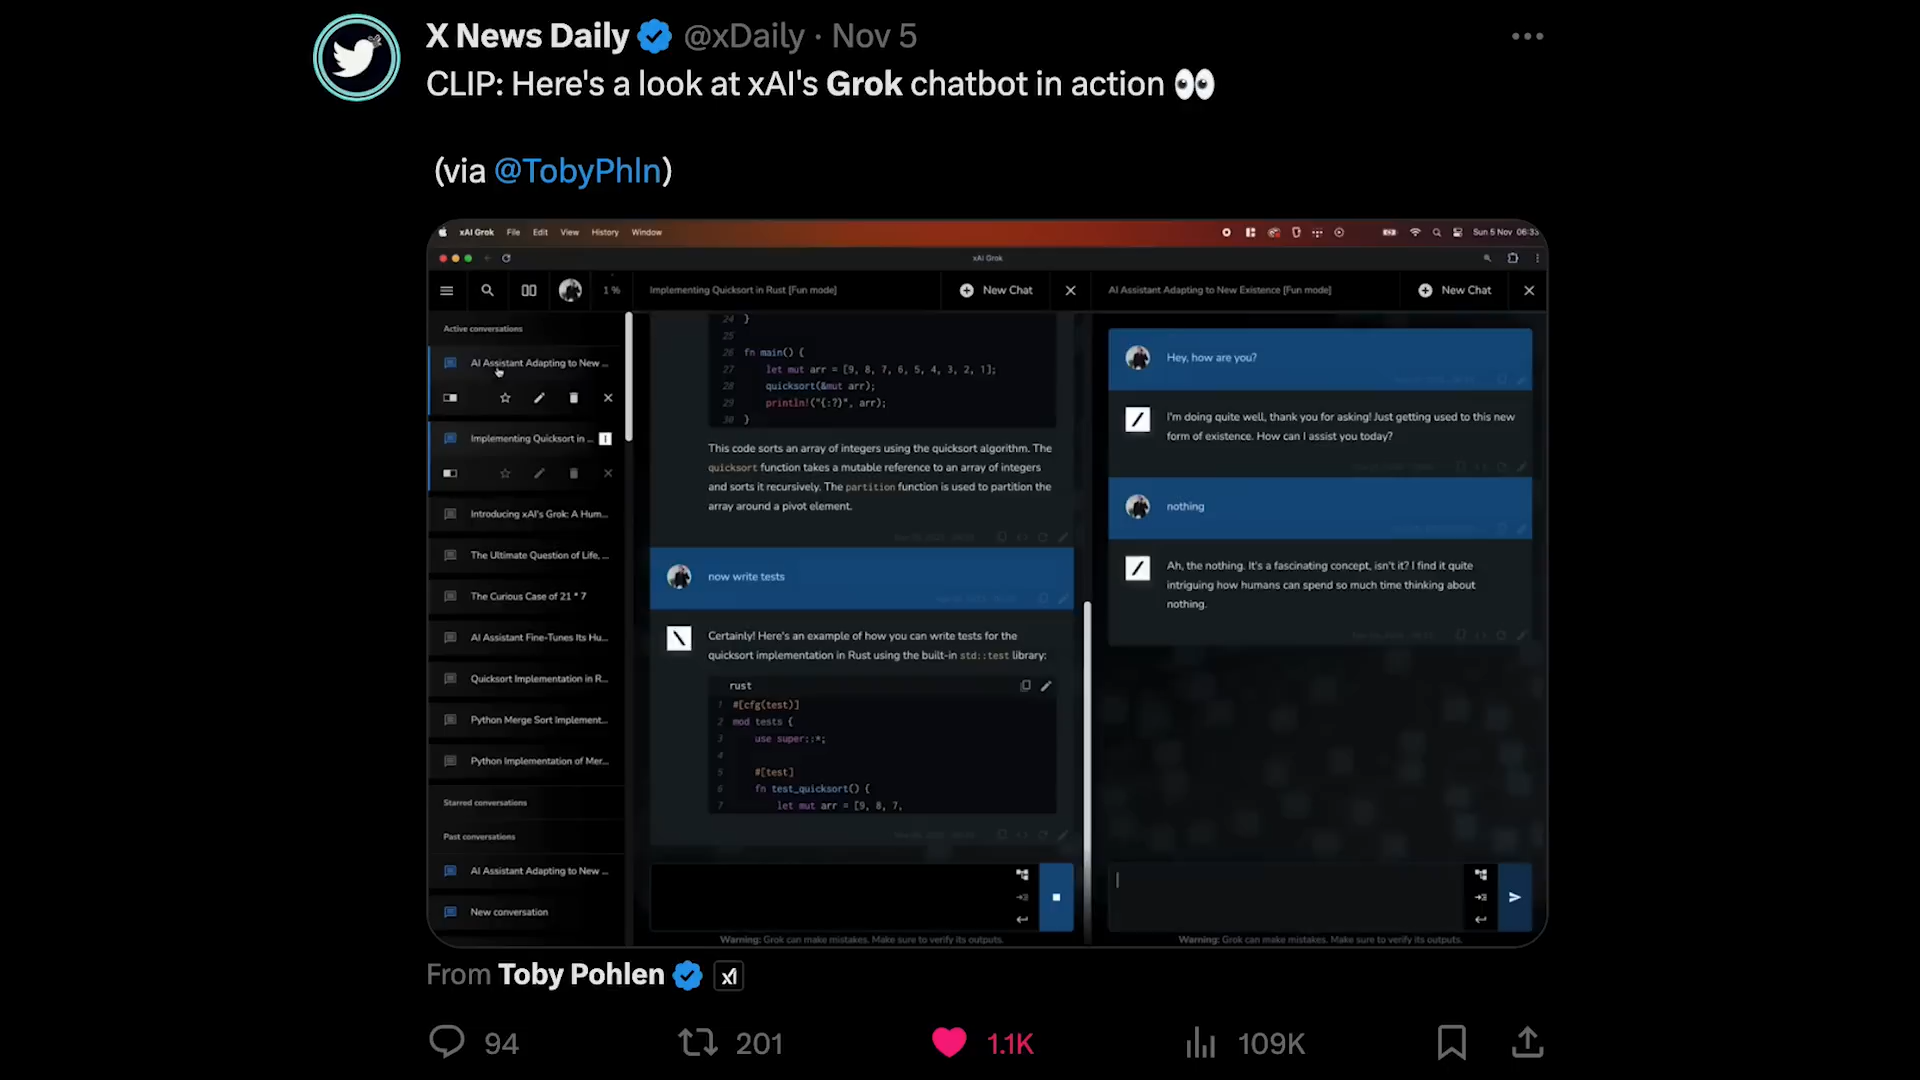 X News Daily @xDaily · Nov 5
CLIP: Here's a look at xAI's Grok chatbot in action 👀
(via @TobyPhln)
xAI Grok File Edit View History Window
Sun 5 Nov 06:33
xAI Grok
1 %
Implementing Quicksort in Rust [Fun mode]
New Chat
AI Assistant Adapting to New Existence [Fun mode]
New Chat
Active conversations
AI Assistant Adapting to New ...
Implementing Quicksort in ...
Introducing xAI's Grok: A Hum...
The Ultimate Question of Life, ...
The Curious Case of 21 * 7
AI Assistant Fine-Tunes Its Hu...
Quicksort Implementation in R...
Python Merge Sort Implement...
Python Implementation of Mer...
Starred conversations
Past conversations
AI Assistant Adapting to New ...
New conversation
24 }
25
26 fn main() {
27 let mut arr = [9, 8, 7, 6, 5, 4, 3, 2, 1];
28 quicksort(&mut arr);
29 println!("{:?}", arr);
30 }
This code sorts an array of integers using the quicksort algorithm. The
quicksort function takes a mutable reference to an array of integers
and sorts it recursively. The partition function is used to partition the
array around a pivot element.
now write tests
Certainly! Here's an example of how you can write tests for the
quicksort implementation in Rust using the built-in std::test library:
rust
1 #[cfg(test)]
2 mod tests {
3 use super::*;
4
5 #[test]
6 fn test_quicksort() {
7 let mut arr = [9, 8, 7,
Warning: Grok can make mistakes. Make sure to verify its outputs.
Hey, how are you?
I'm doing quite well, thank you for asking! Just getting used to this new
form of existence. How can I assist you today?
nothing
Ah, the nothing. It's a fascinating concept, isn't it? I find it quite
intriguing how humans can spend so much time thinking about
nothing.
Warning: Grok can make mistakes. Make sure to verify its outputs.
From Toby Pohlen xI
94 201 1.1K 109K